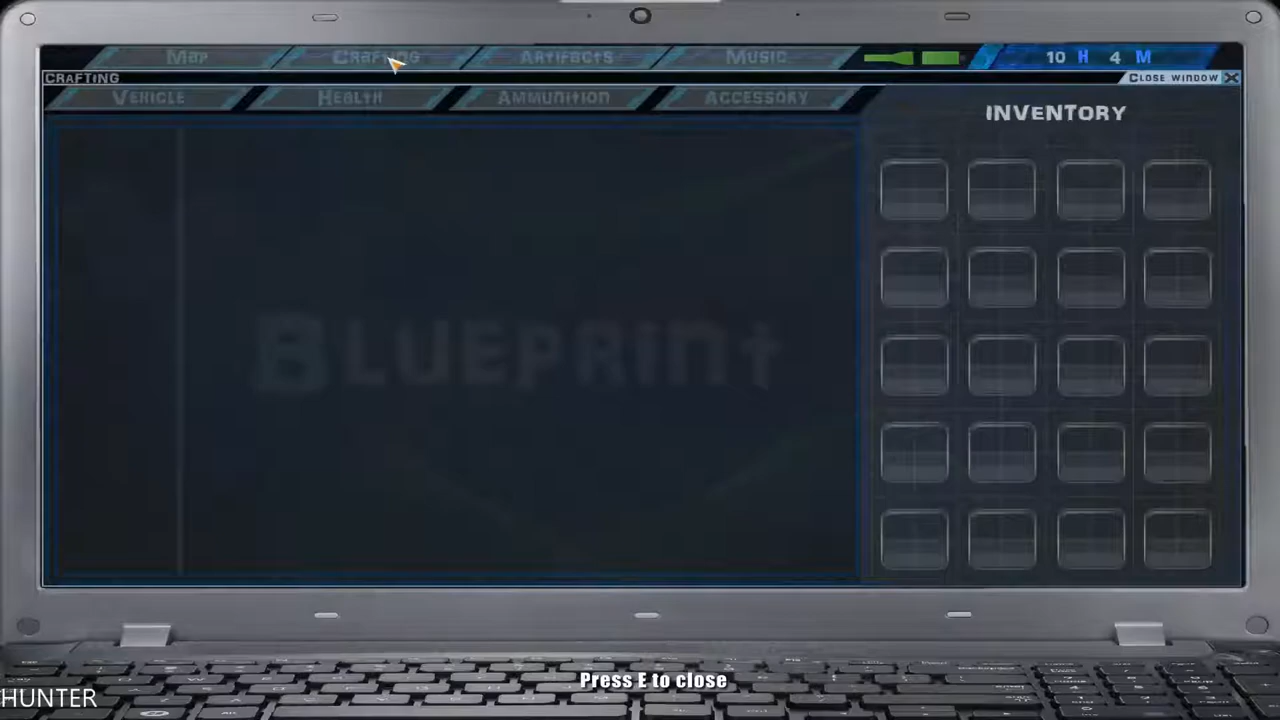 Map Crafting Artifacts Music 10 H 4 M
Crafting Close Window
Vehicle Health Ammunition Accessory
Inventory
Blueprint
Press E to close
HUNTER